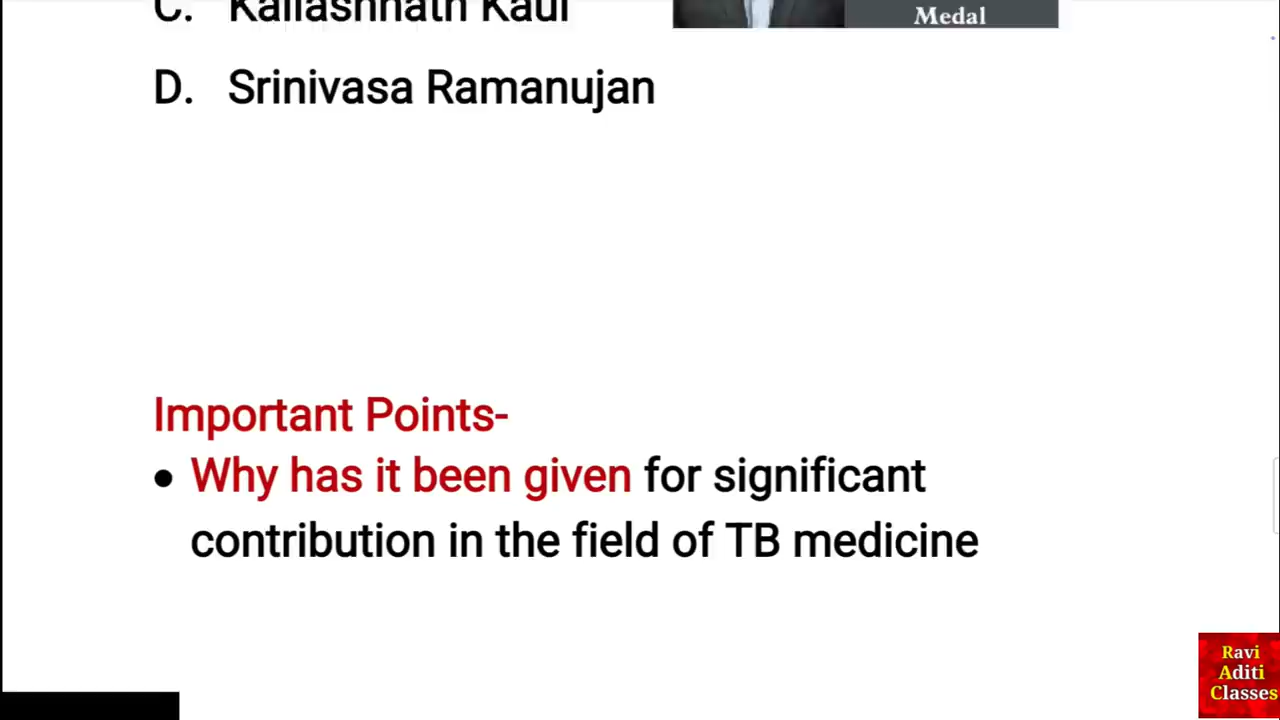 C. Kailashnath Kaul
Medal
D. Srinivasa Ramanujan
Important Points-
• Why has it been given for significant
contribution in the field of TB medicine
Ravi
Aditi
Classes